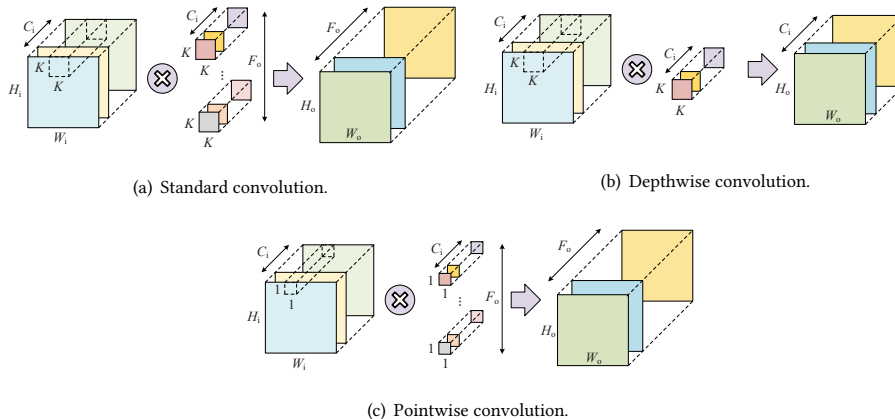 C_i
K
K
H_i
W_i
C_i
K
K
⋮
K
K
F_o
F_o
H_o
W_o
(a) Standard convolution.
C_i
K
K
H_i
W_i
C_i
K
K
C_i
H_o
W_o
(b) Depthwise convolution.
C_i
1
1
H_i
W_i
C_i
1
1
⋮
1
1
F_o
F_o
H_o
W_o
(c) Pointwise convolution.